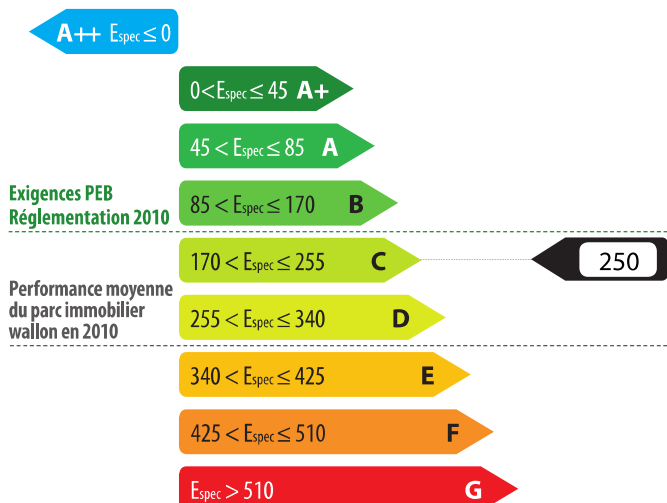 A++ Espec ≤ 0
0<Espec ≤ 45 A+
45 < Espec ≤ 85 A
Exigences PEB
Réglementation 2010
85 < Espec ≤ 170 B
170 < Espec ≤ 255 C
250
Performance moyenne
du parc immobilier
wallon en 2010
255 < Espec ≤ 340 D
340 < Espec ≤ 425 E
425 < Espec ≤ 510 F
Espec > 510 G